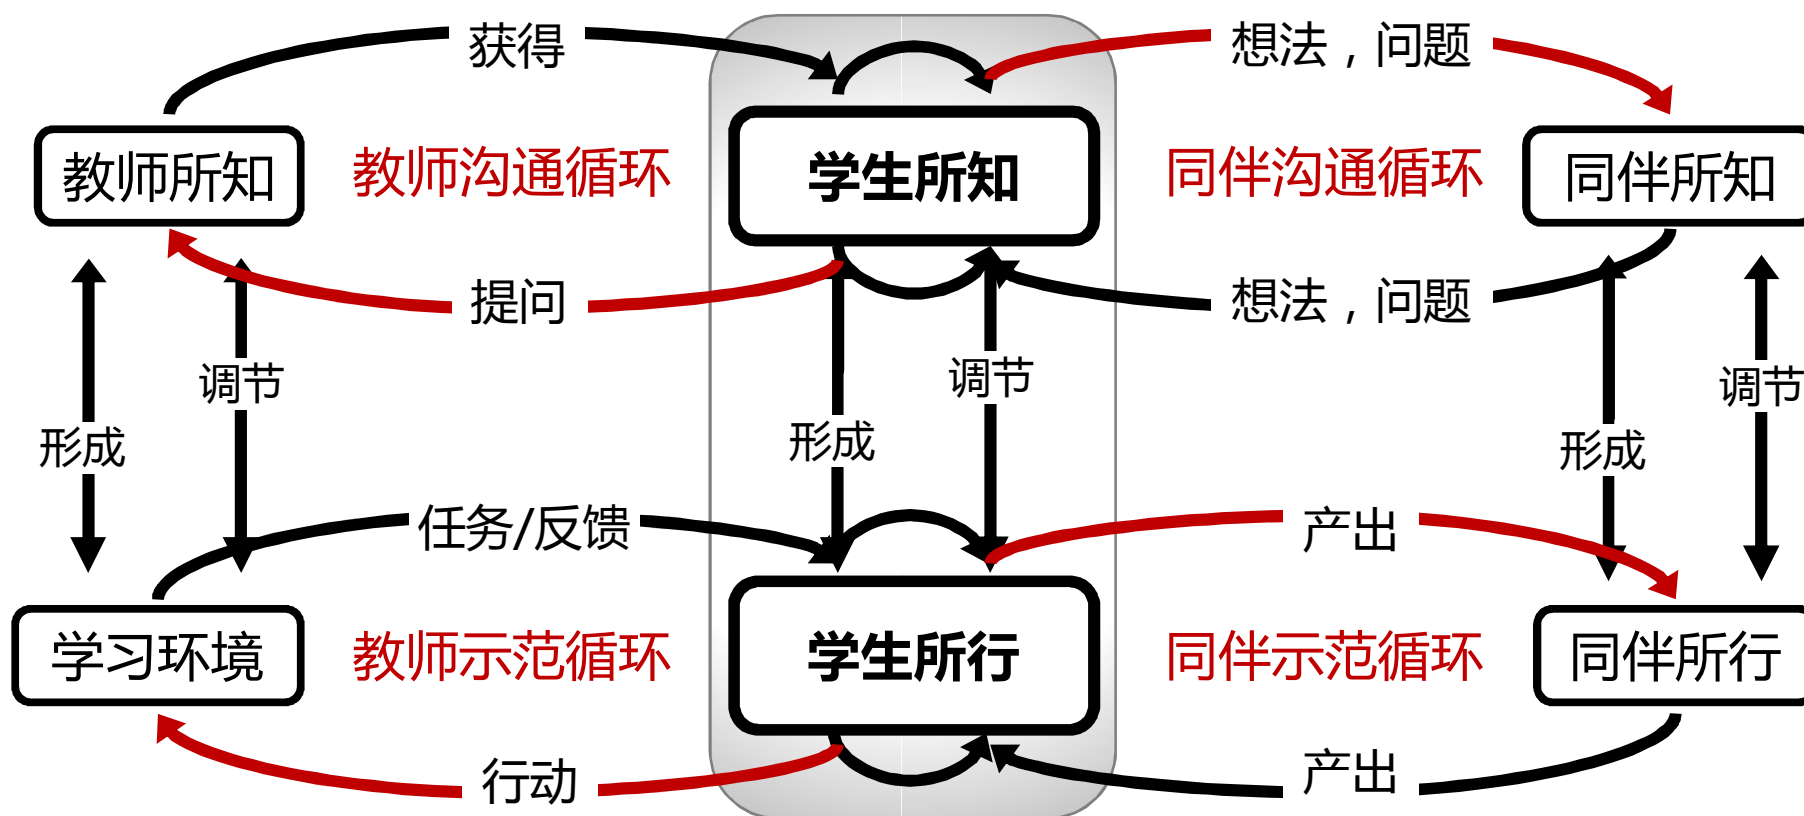 获得
想法，问题
教师所知
教师沟通循环
学生所知
同伴沟通循环
同伴所知
提问
想法，问题
调节
调节
调节
形成
形成
形成
任务/反馈
产出
学习环境
教师示范循环
学生所行
同伴示范循环
同伴所行
行动
产出